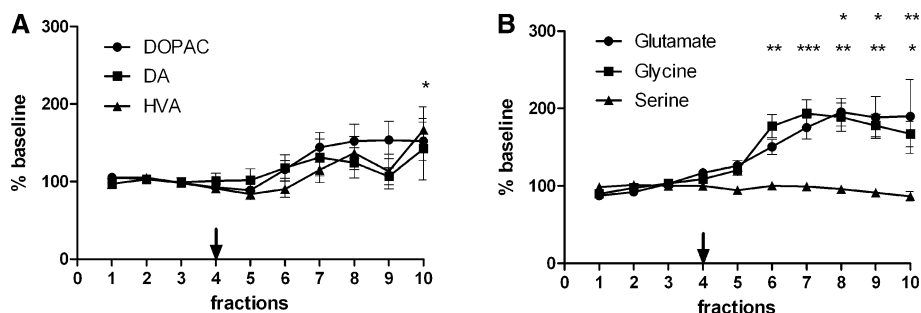 A
300
200
100
0
% baseline
DOPAC
DA
HVA
*
0 1 2 3 4 5 6 7 8 9 10
fractions
B
300
200
100
0
% baseline
Glutamate
Glycine
Serine
* * **
** *** ** ** *
0 1 2 3 4 5 6 7 8 9 10
fractions